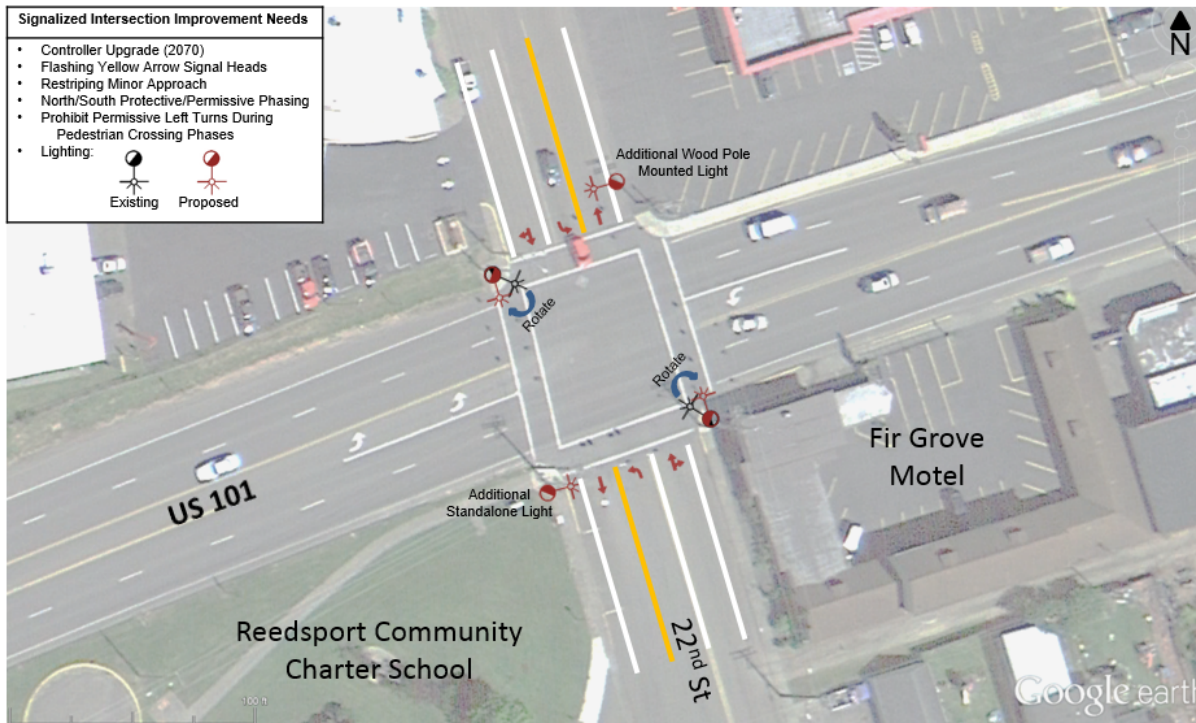 Signalized Intersection Improvement Needs
• Controller Upgrade (2070)
• Flashing Yellow Arrow Signal Heads
• Restriping Minor Approach
• North/South Protective/Permissive Phasing
• Prohibit Permissive Left Turns During
Pedestrian Crossing Phases
• Lighting:
Existing
Proposed
N
Additional Wood Pole
Mounted Light
Rotate
Rotate
Fir Grove
Motel
US 101
Additional
Standalone Light
Reedsport Community
Charter School
22nd St
100 ft
Google earth